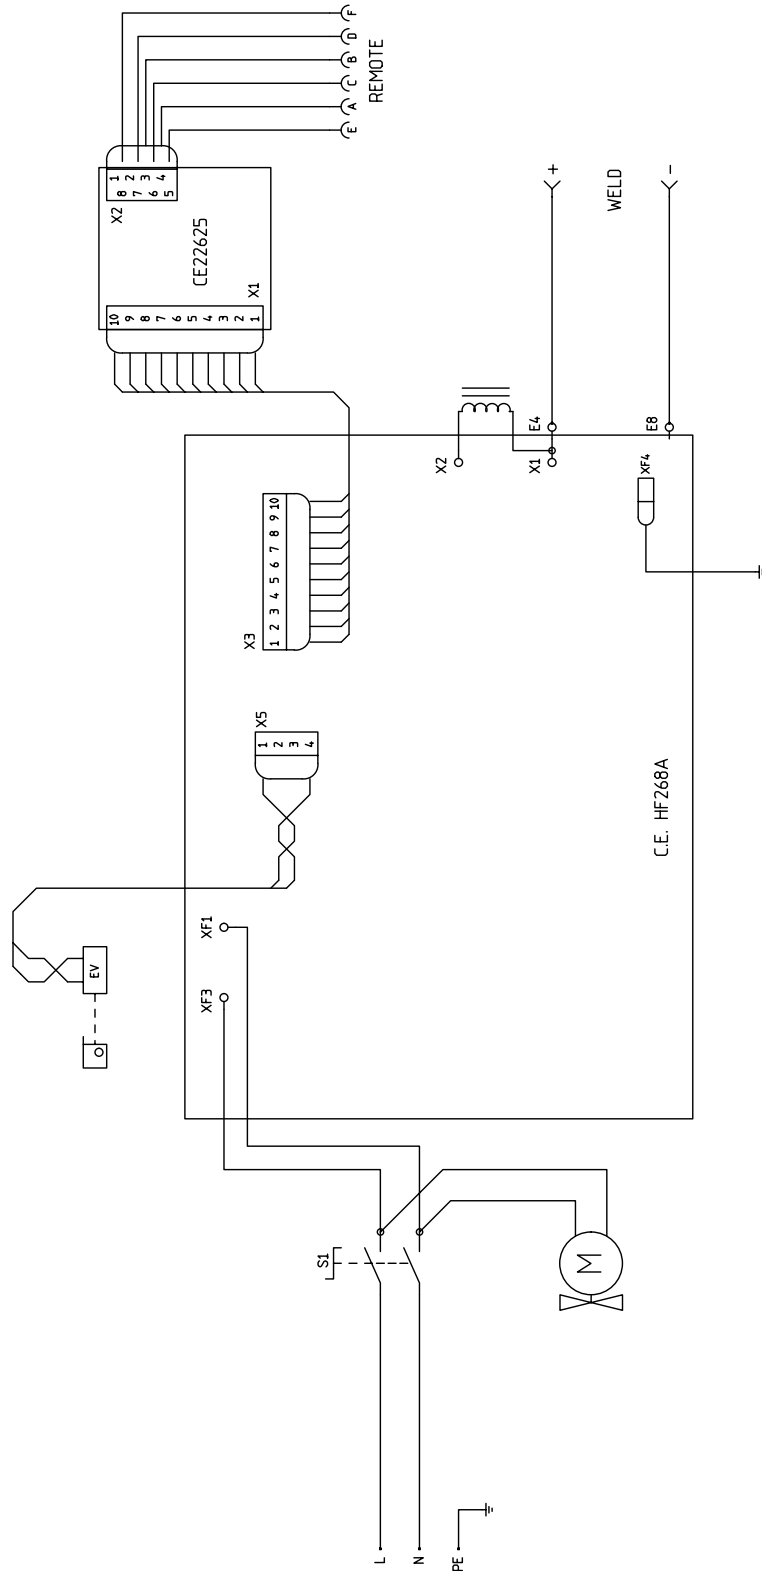 F
D
B
C
A
E
REMOTE
1 2 3 4
8 7 6 5
X2
CE22625
X1
10 9 8 7 6 5 4 3 2 1
+
WELD
-
E4
E8
X2
X1
XF4
X3
1 2 3 4 5 6 7 8 9 10
X5
1 2 3 4
C.E. HF268A
XF1
XF3
EV
S1
M
L
N
PE